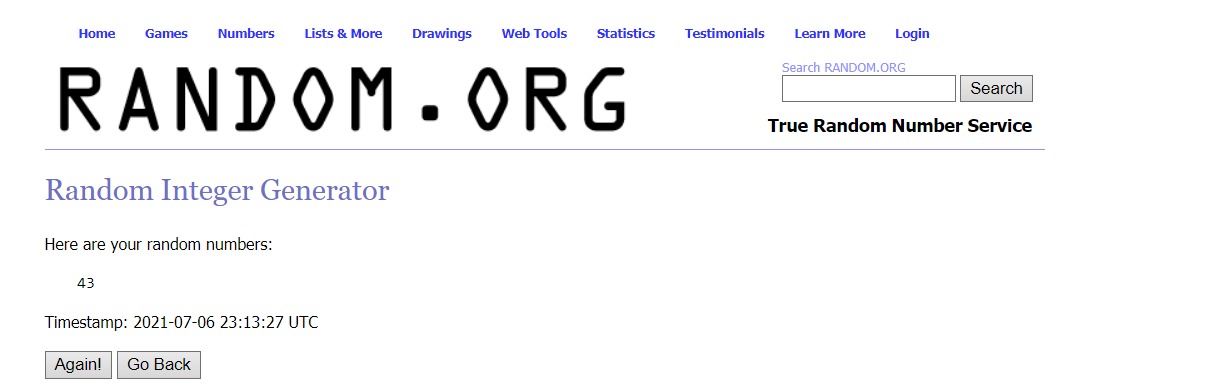 Home Games Numbers Lists & More Drawings Web Tools Statistics Testimonials Learn More Login
RANDOM.ORG
Search RANDOM.ORG
Search
True Random Number Service
Random Integer Generator
Here are your random numbers:
43
Timestamp: 2021-07-06 23:13:27 UTC
Again! Go Back